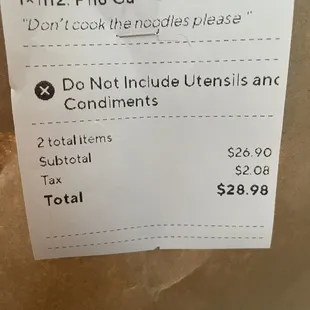 "Don't cook the noodles please"
Do Not Include Utensils and
Condiments
2 total items
Subtotal $26.90
Tax $2.08
Total $28.98